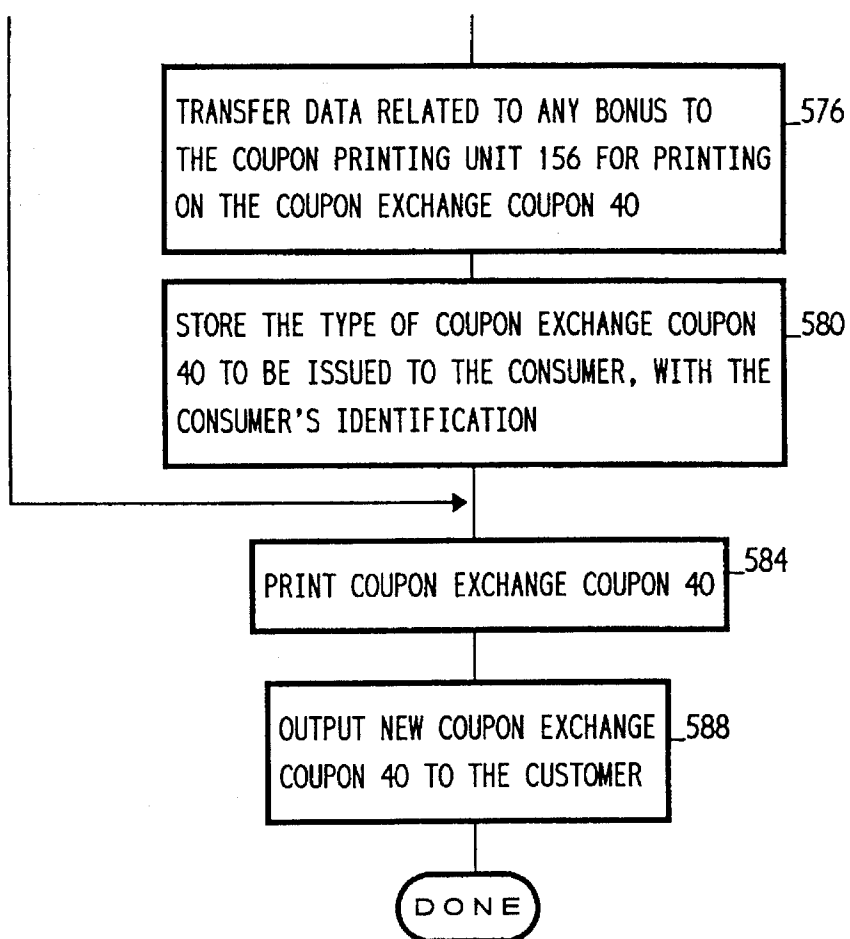 TRANSFER DATA RELATED TO ANY BONUS TO
THE COUPON PRINTING UNIT 156 FOR PRINTING
ON THE COUPON EXCHANGE COUPON 40
576
STORE THE TYPE OF COUPON EXCHANGE COUPON
40 TO BE ISSUED TO THE CONSUMER, WITH THE
CONSUMER'S IDENTIFICATION
580
PRINT COUPON EXCHANGE COUPON 40
584
OUTPUT NEW COUPON EXCHANGE
COUPON 40 TO THE CUSTOMER
588
DONE